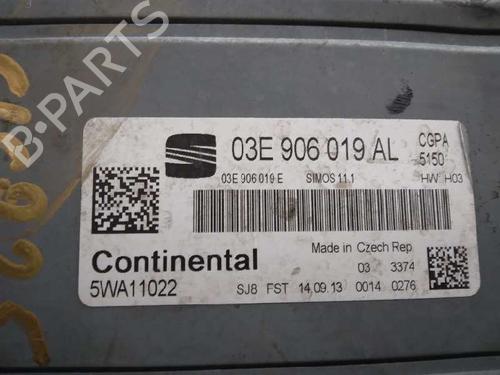 B-PARTS
03E 906 019 AL
CGPA
5150
03E 906 019 E SIMOS 11.1
HW H03
Continental
5WA11022
Made in Czech Rep
03 3374
SJ8 FST 14.09.13 0014 0276